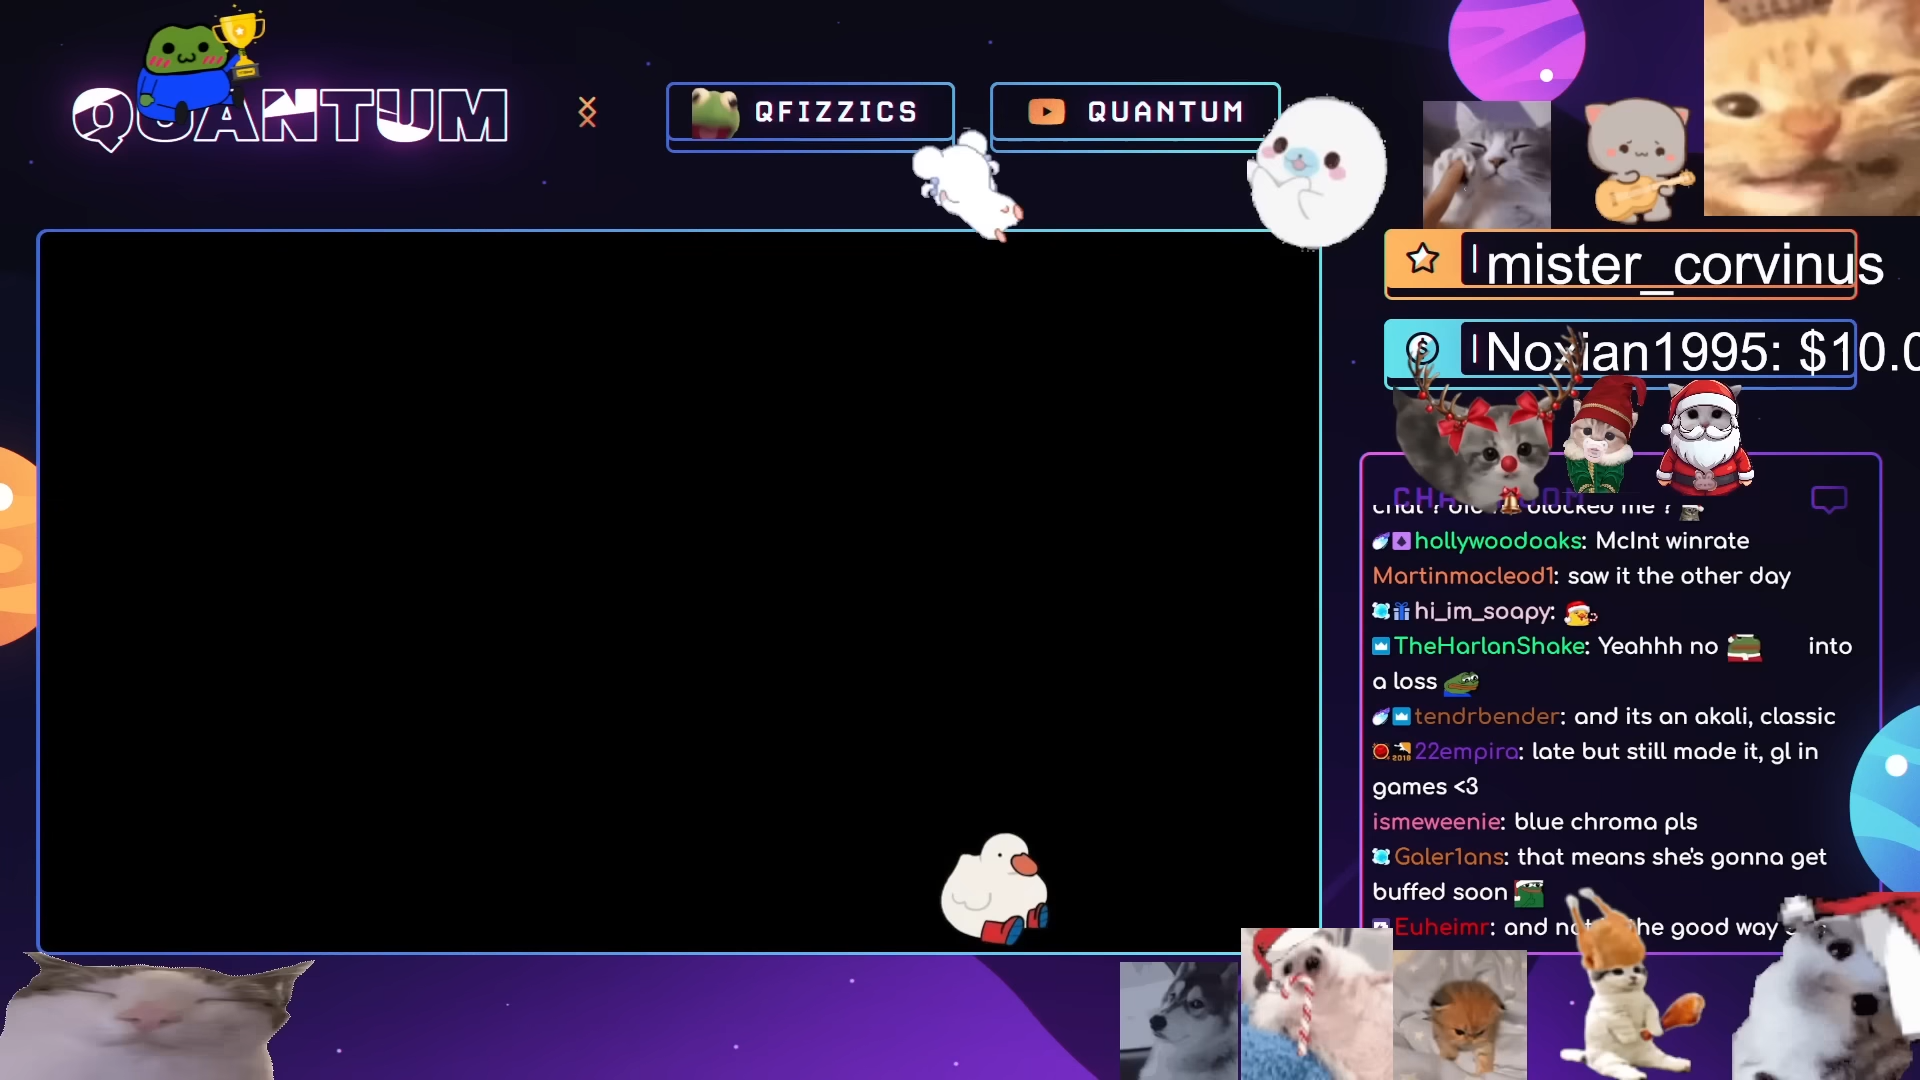 QUANTUM
QFIZZICS
QUANTUM
mister_corvinus
Noxian1995: $10.0
hollywoodoaks: McInt winrate
Martinmacleod1: saw it the other day
hi_im_soapy:
TheHarlanShake: Yeahhh no into
a loss
tendrbender: and its an akali, classic
22empira: late but still made it, gl in
games <3
ismeweenie: blue chroma pls
Galer1ans: that means she's gonna get
buffed soon
Euheimr: and not the good way